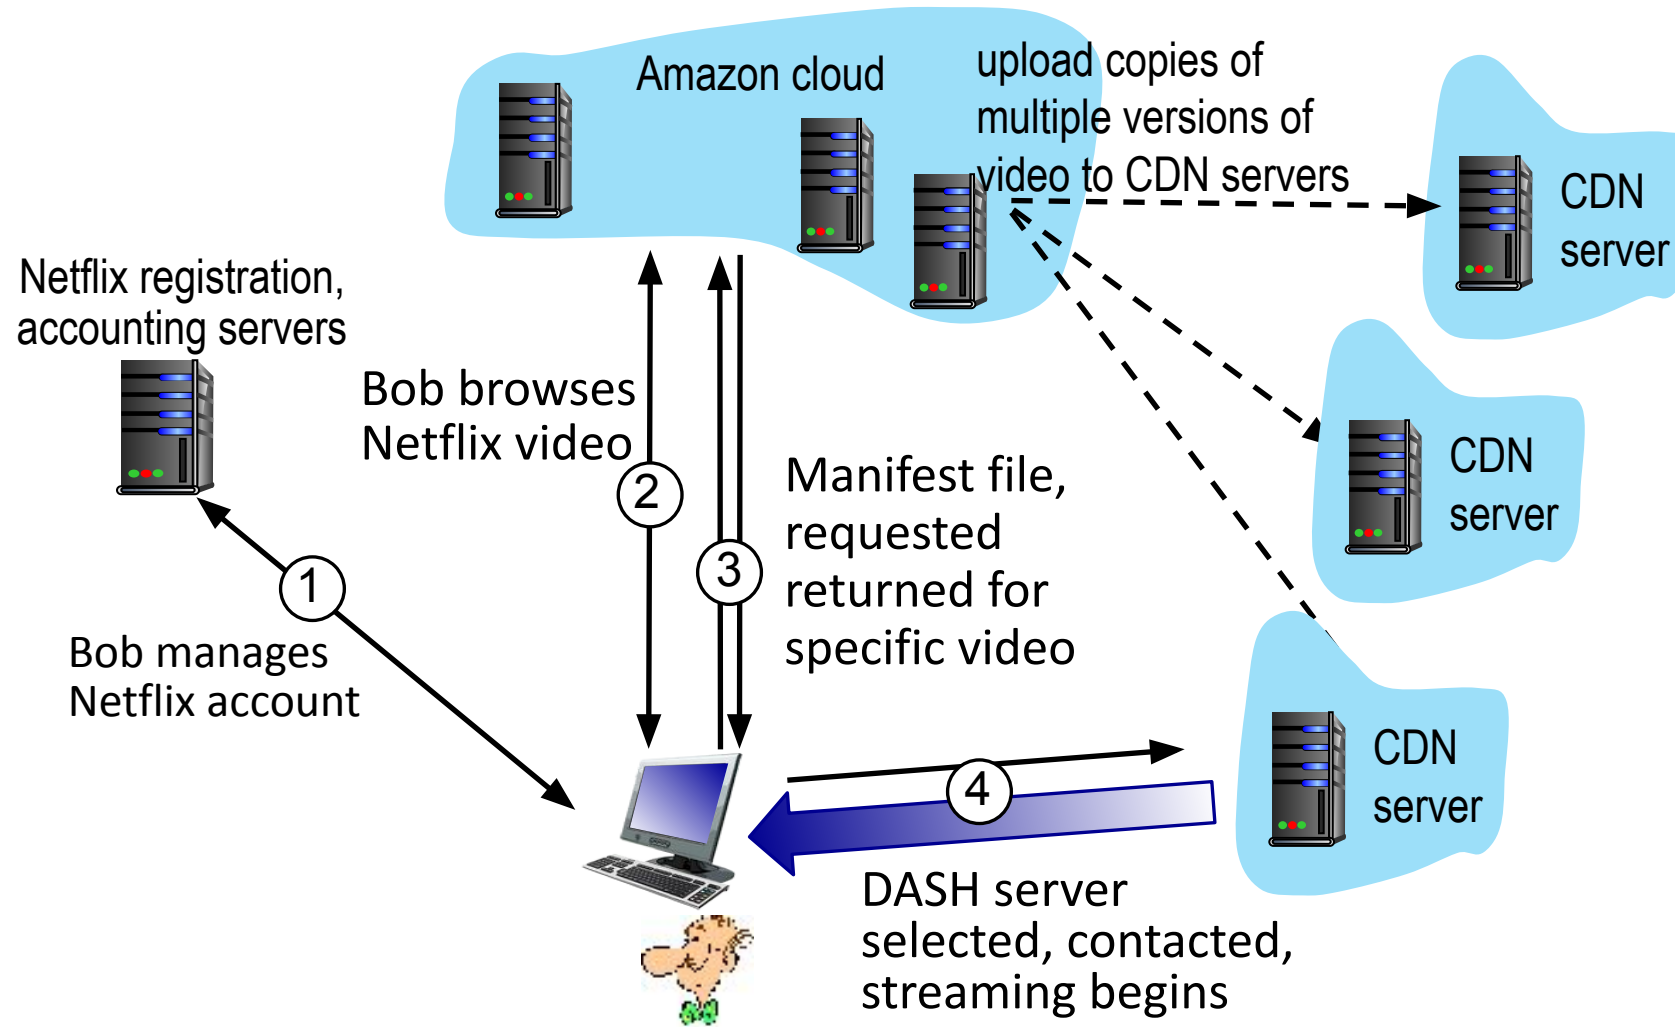 Amazon cloud
upload copies of
multiple versions of
video to CDN servers
CDN
server
Netflix registration,
accounting servers
Bob browses
Netflix video
2
Manifest file,
requested
returned for
specific video
3
CDN
server
1
Bob manages
Netflix account
CDN
server
4
DASH server
selected, contacted,
streaming begins